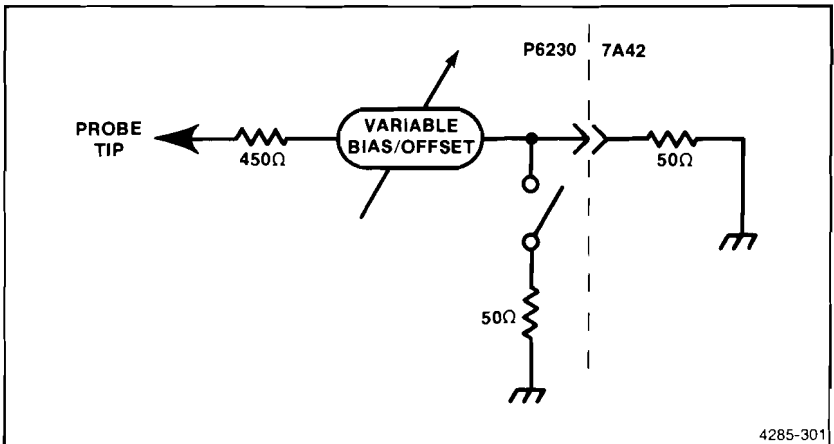 P6230 7A42
PROBE
TIP
450Ω
VARIABLE
BIAS/OFFSET
50Ω
50Ω
4285-301